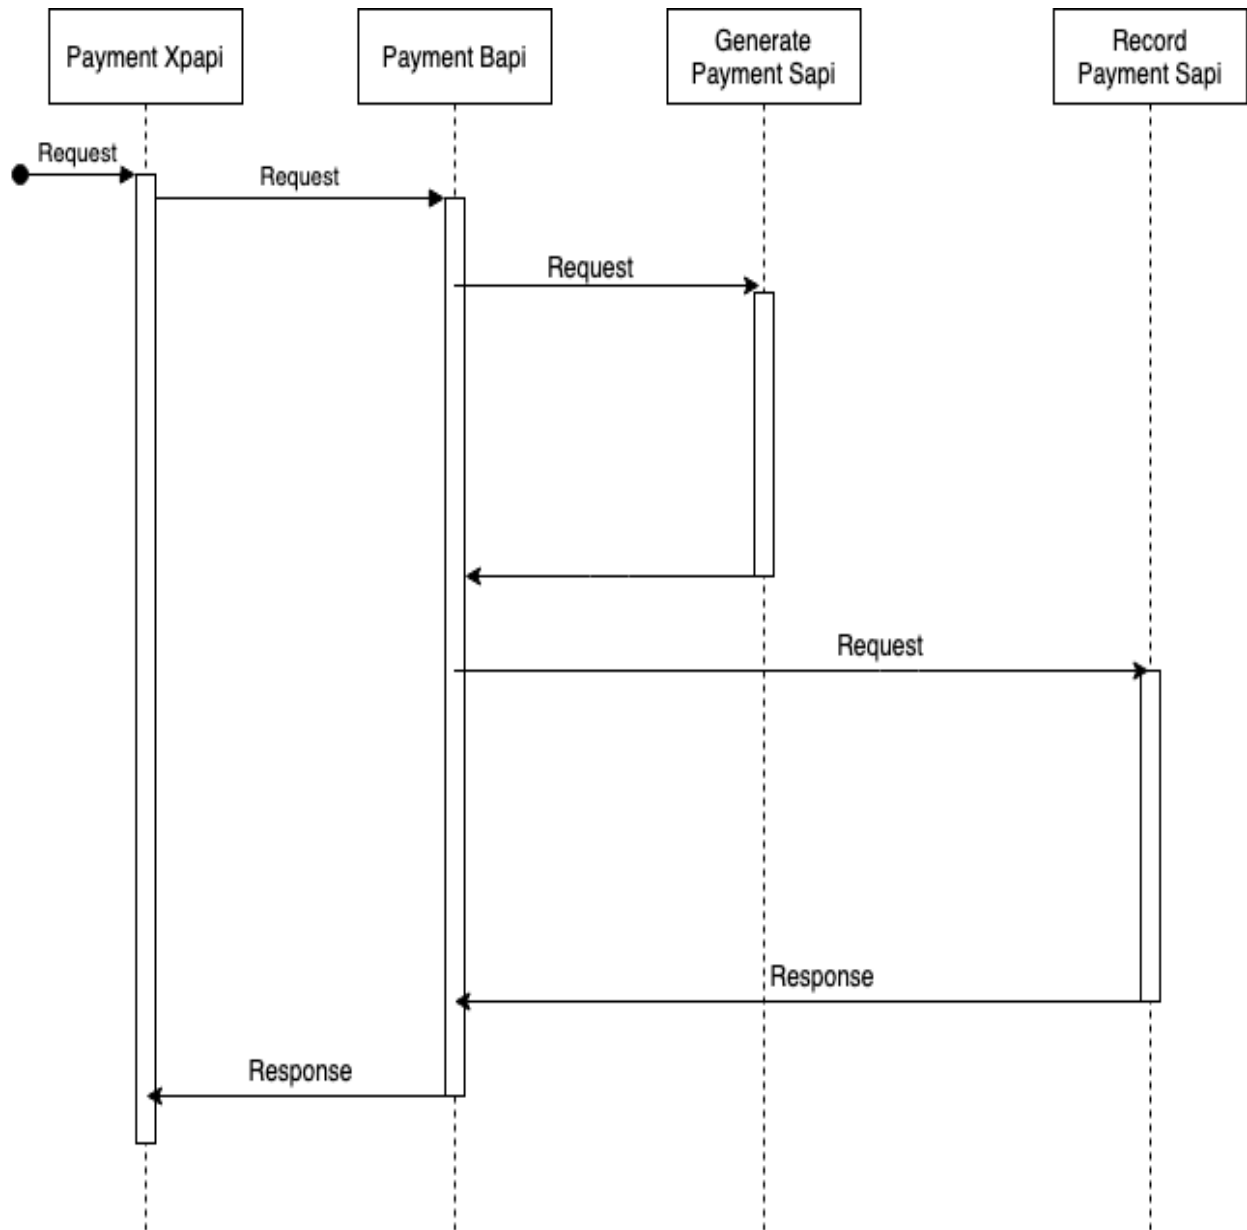 Payment Xpapi
Payment Bapi
Generate
Payment Sapi
Record
Payment Sapi
Request
Request
Request
Request
Response
Response